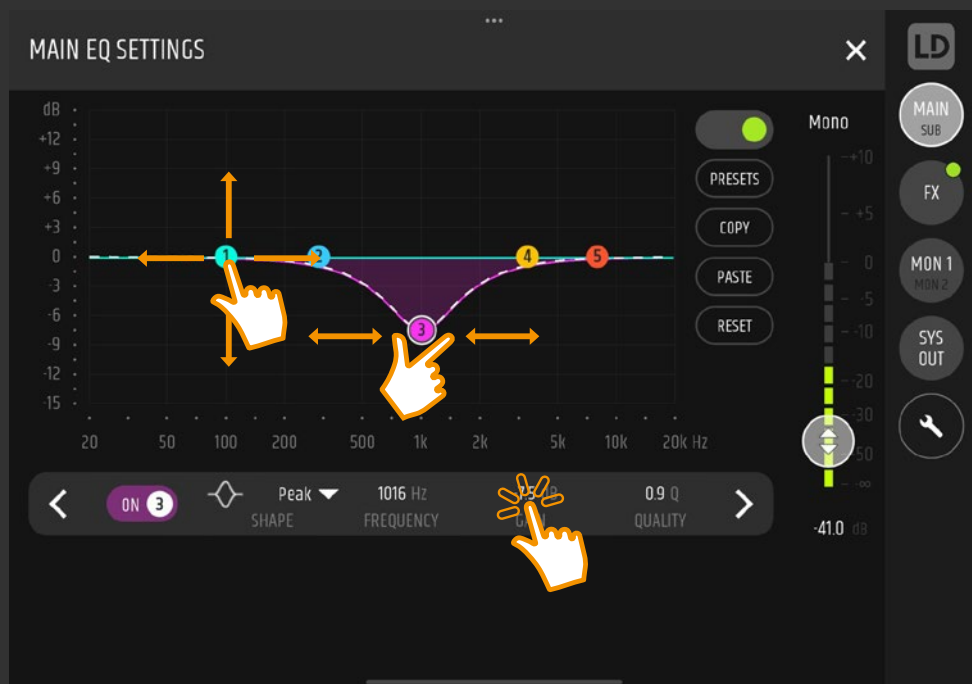 MAIN EQ SETTINGS
LD
dB
+12
+9
+6
+3
0
-3
-6
-9
-12
-15
20 50 100 200 500 1k 2k 5k 10k 20k Hz
1 2 3 4 5
PRESETS
COPY
PASTE
RESET
Mono
+10
+5
0
-5
-10
-20
-30
-50
-∞
-41.0 dB
MAIN
SUB
FX
MON 1
MON 2
SYS
OUT
ON 3
Peak
SHAPE
1016 Hz
FREQUENCY
0.9 Q
QUALITY